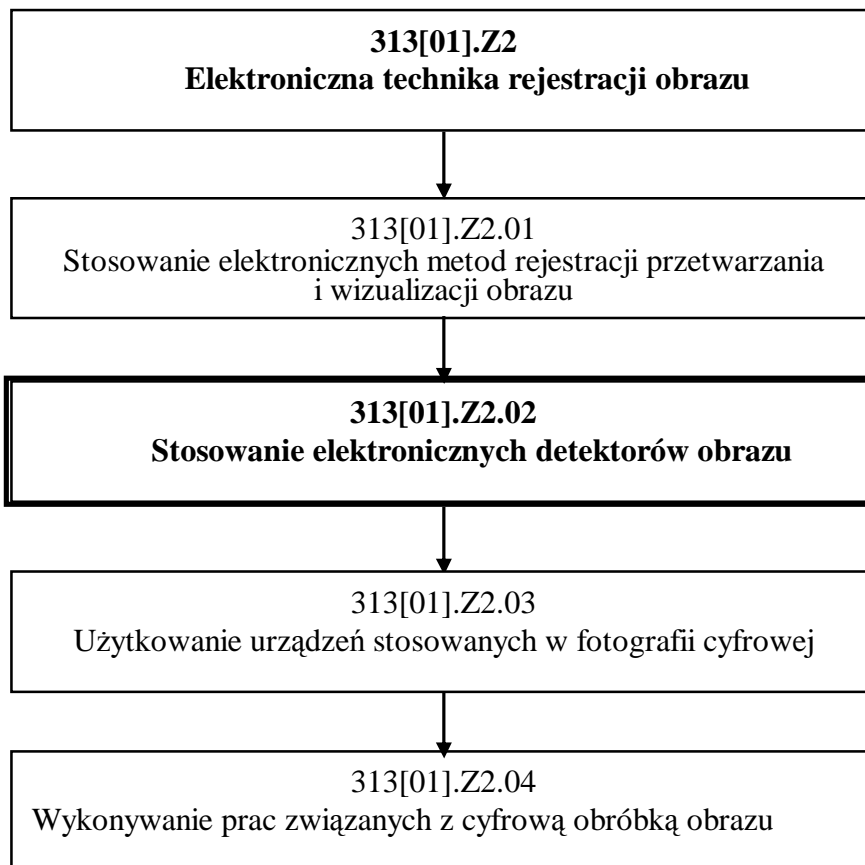 313[01].Z2
Elektroniczna technika rejestracji obrazu
313[01].Z2.01
Stosowanie elektronicznych metod rejestracji przetwarzania
i wizualizacji obrazu
313[01].Z2.02
Stosowanie elektronicznych detektorów obrazu
313[01].Z2.03
Użytkowanie urządzeń stosowanych w fotografii cyfrowej
313[01].Z2.04
Wykonywanie prac związanych z cyfrową obróbką obrazu